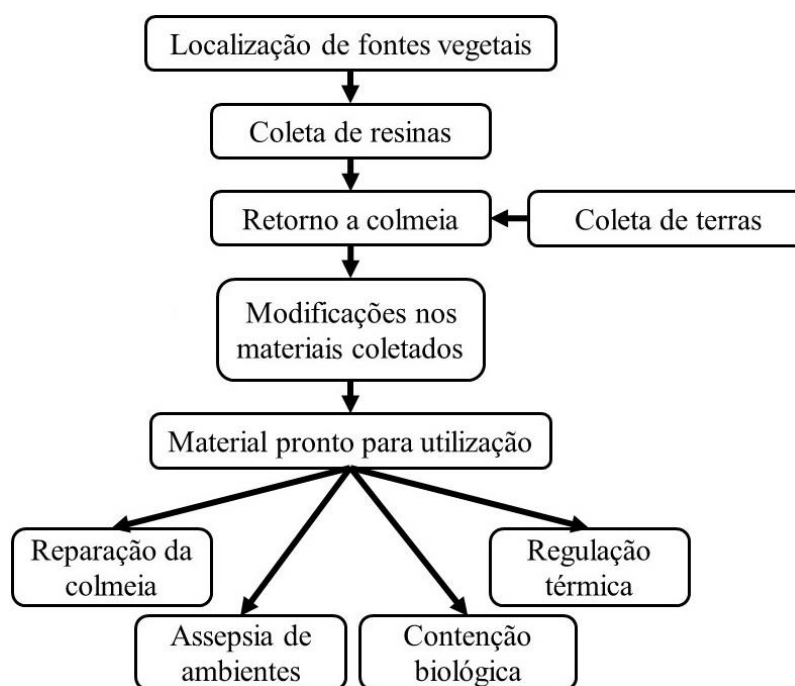 Localização de fontes vegetais
Coleta de resinas
Retorno a colmeia
Coleta de terras
Modificações nos
materiais coletados
Material pronto para utilização
Reparação da
colmeia
Regulação
térmica
Assepsia de
ambientes
Contenção
biológica